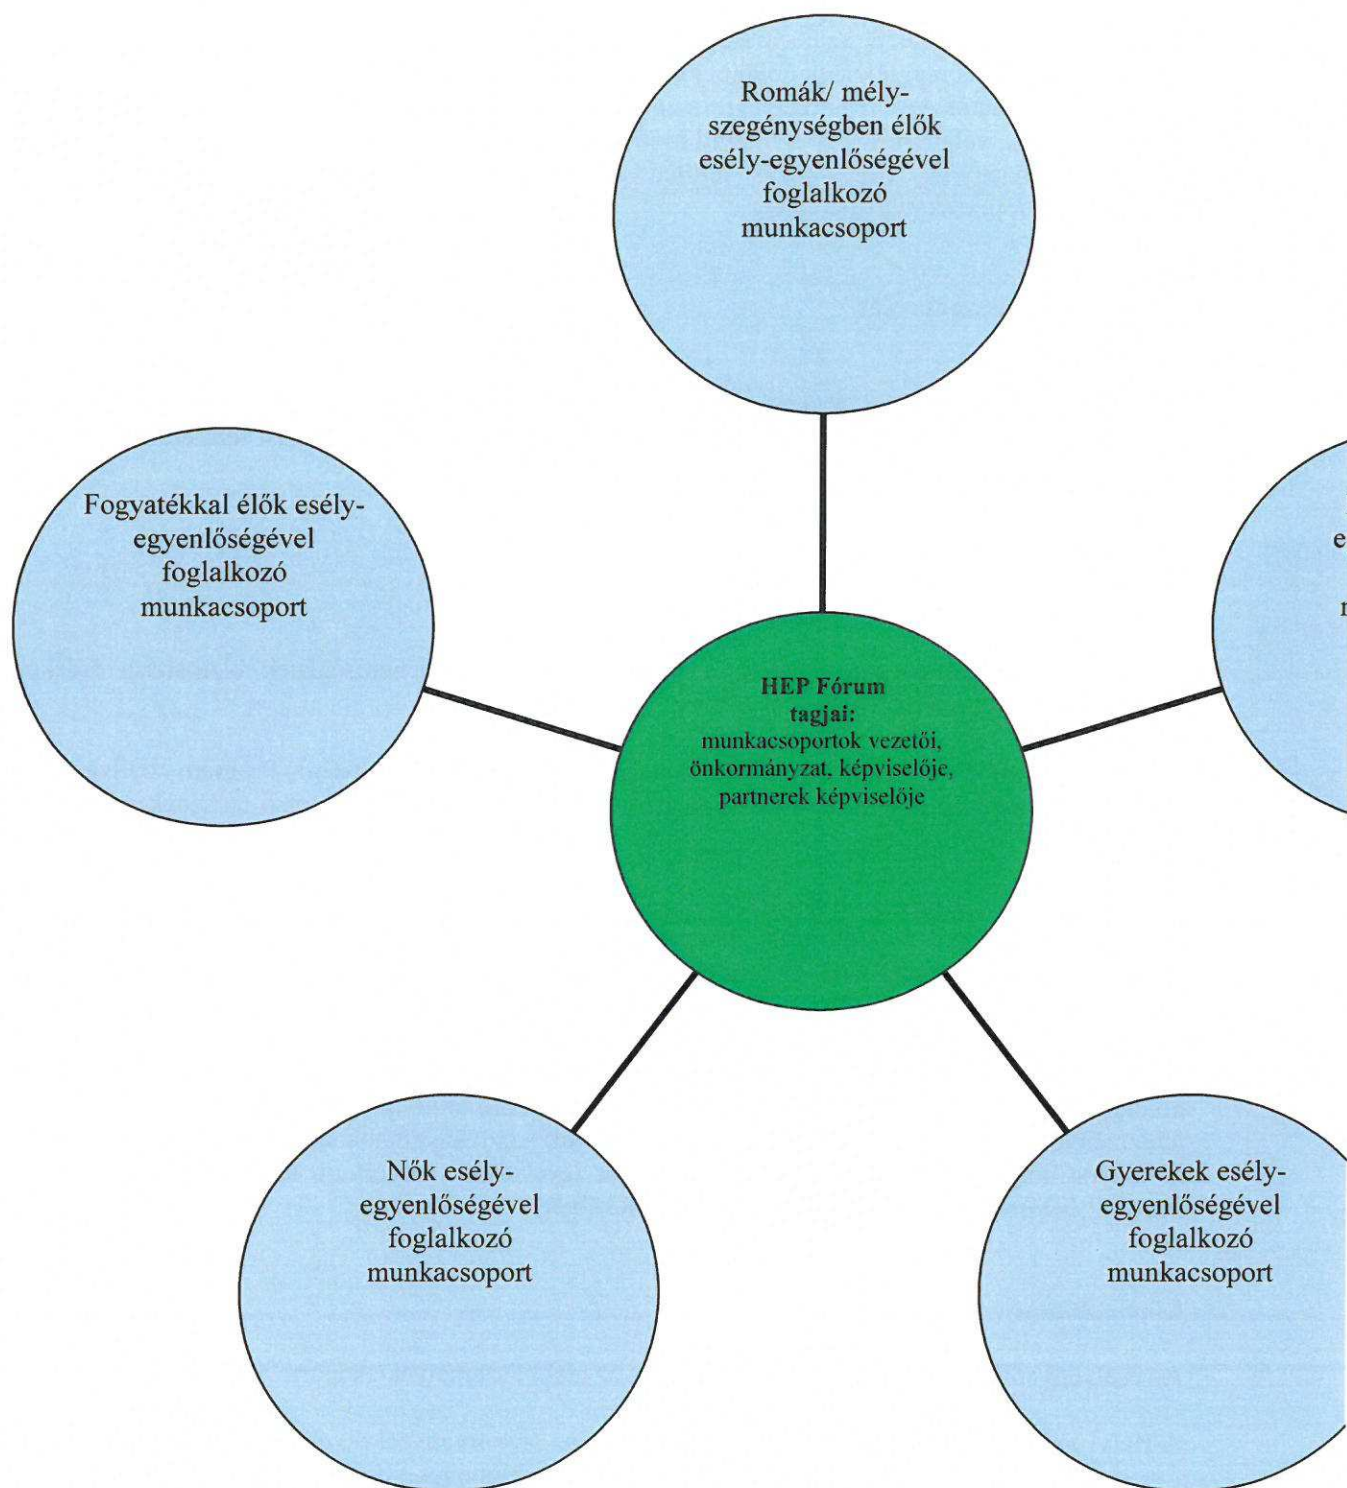 Romák/ mély-
szegénységben élők
esély-egyenlőségével
foglalkozó
munkacsoport
Fogyatékkal élők esély-
egyenlőségével
foglalkozó
munkacsoport
HEP Fórum
tagjai:
munkacsoportok vezetői,
önkormányzat, képviselője,
partnerek képviselője
Nők esély-
egyenlőségével
foglalkozó
munkacsoport
Gyerekek esély-
egyenlőségével
foglalkozó
munkacsoport